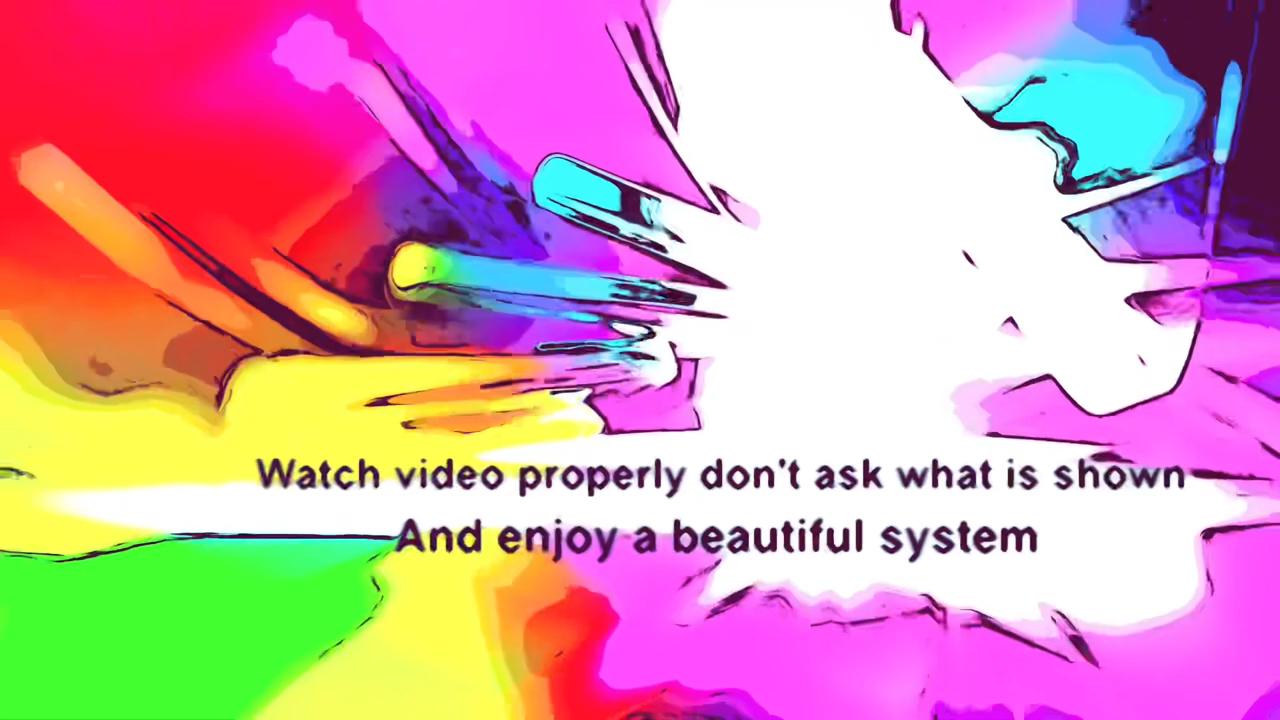 Watch video properly don't ask what is shown
And enjoy a beautiful system